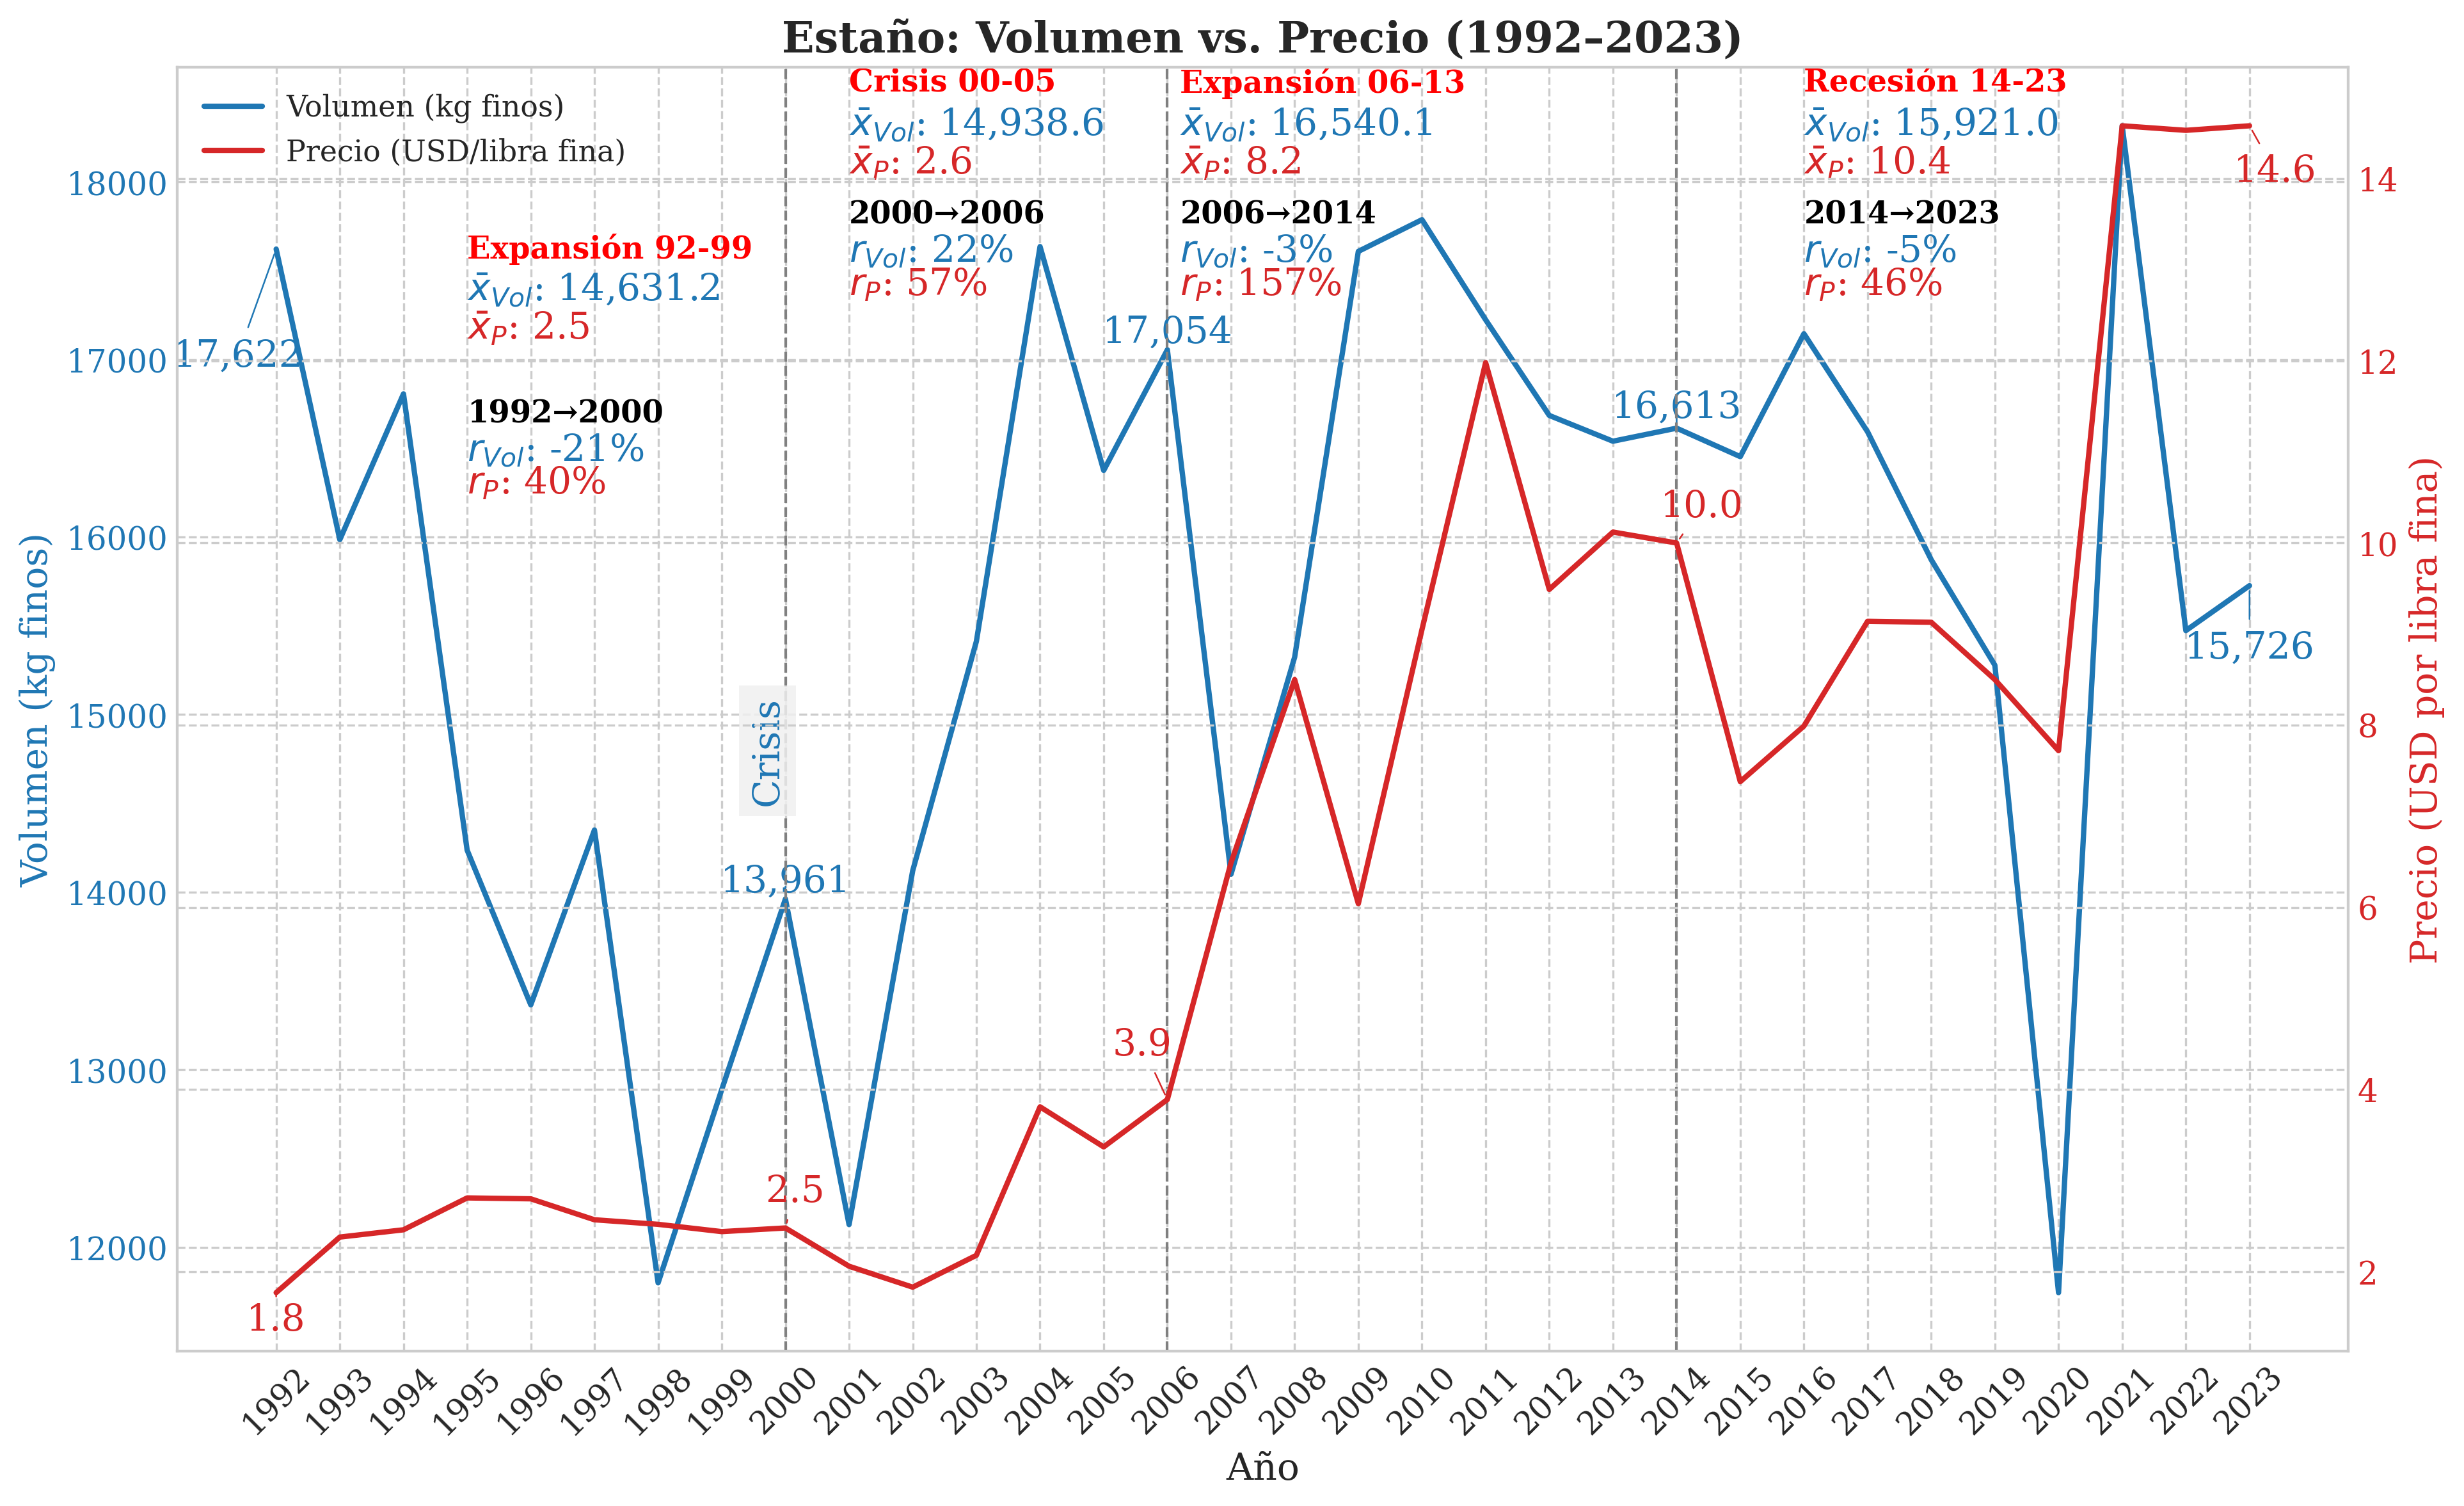 Estaño: Volumen vs. Precio (1992–2023)
Volumen (kg finos)
Precio (USD/libra fina)
Expansión 92-99
x̄Vol: 14,631.2
x̄P: 2.5
1992→2000
rVol: -21%
rP: 40%
Crisis 00-05
x̄Vol: 14,938.6
x̄P: 2.6
2000→2006
rVol: 22%
rP: 57%
Expansión 06-13
x̄Vol: 16,540.1
x̄P: 8.2
2006→2014
rVol: -3%
rP: 157%
Recesión 14-23
x̄Vol: 15,921.0
x̄P: 10.4
2014→2023
rVol: -5%
rP: 46%
17,622
13,961
17,054
16,613
15,726
1.8
2.5
3.9
10.0
14.6
Crisis
Volumen (kg finos)
18000
17000
16000
15000
14000
13000
12000
14
12
10
8
6
4
2
Precio (USD por libra fina)
1992
1993
1994
1995
1996
1997
1998
1999
2000
2001
2002
2003
2004
2005
2006
2007
2008
2009
2010
2011
2012
2013
2014
2015
2016
2017
2018
2019
2020
2021
2022
2023
Año